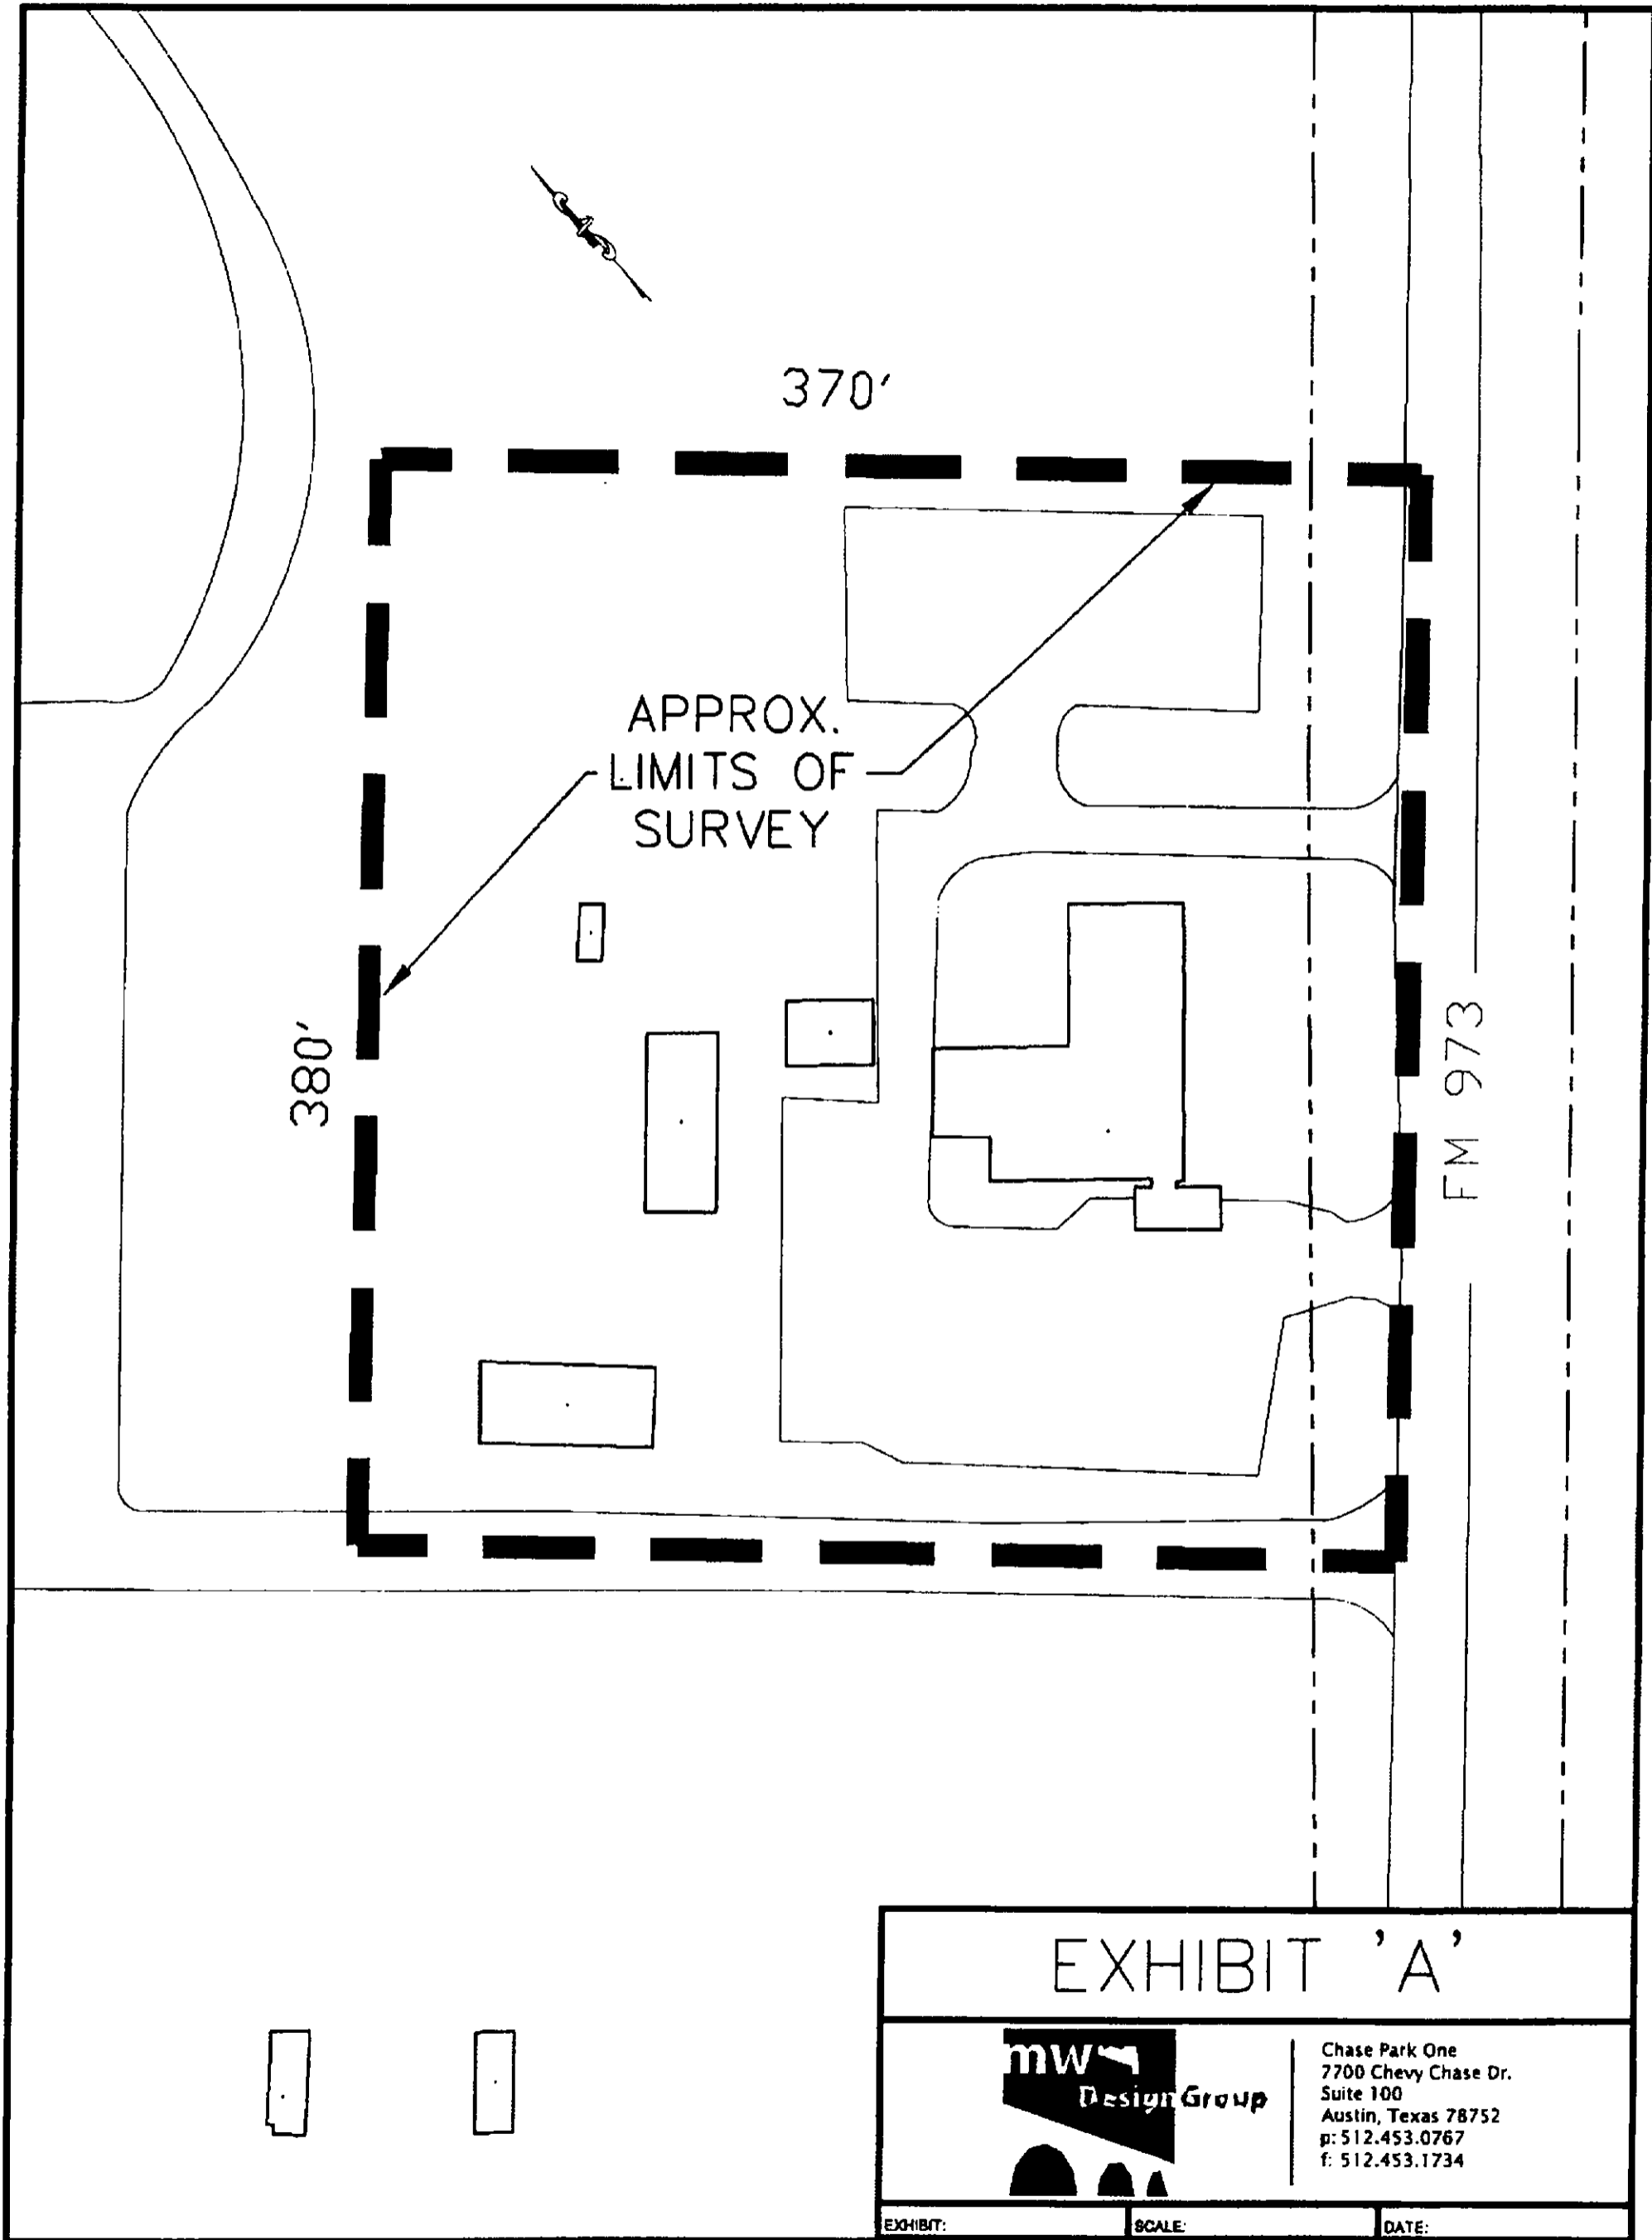 370'
APPROX.
LIMITS OF
SURVEY
380'
FM 973
EXHIBIT 'A'
mw
Design Group
Chase Park One
7700 Chevy Chase Dr.
Suite 100
Austin, Texas 78752
p: 512.453.0767
f: 512.453.1734
EXHIBIT:
SCALE:
DATE: